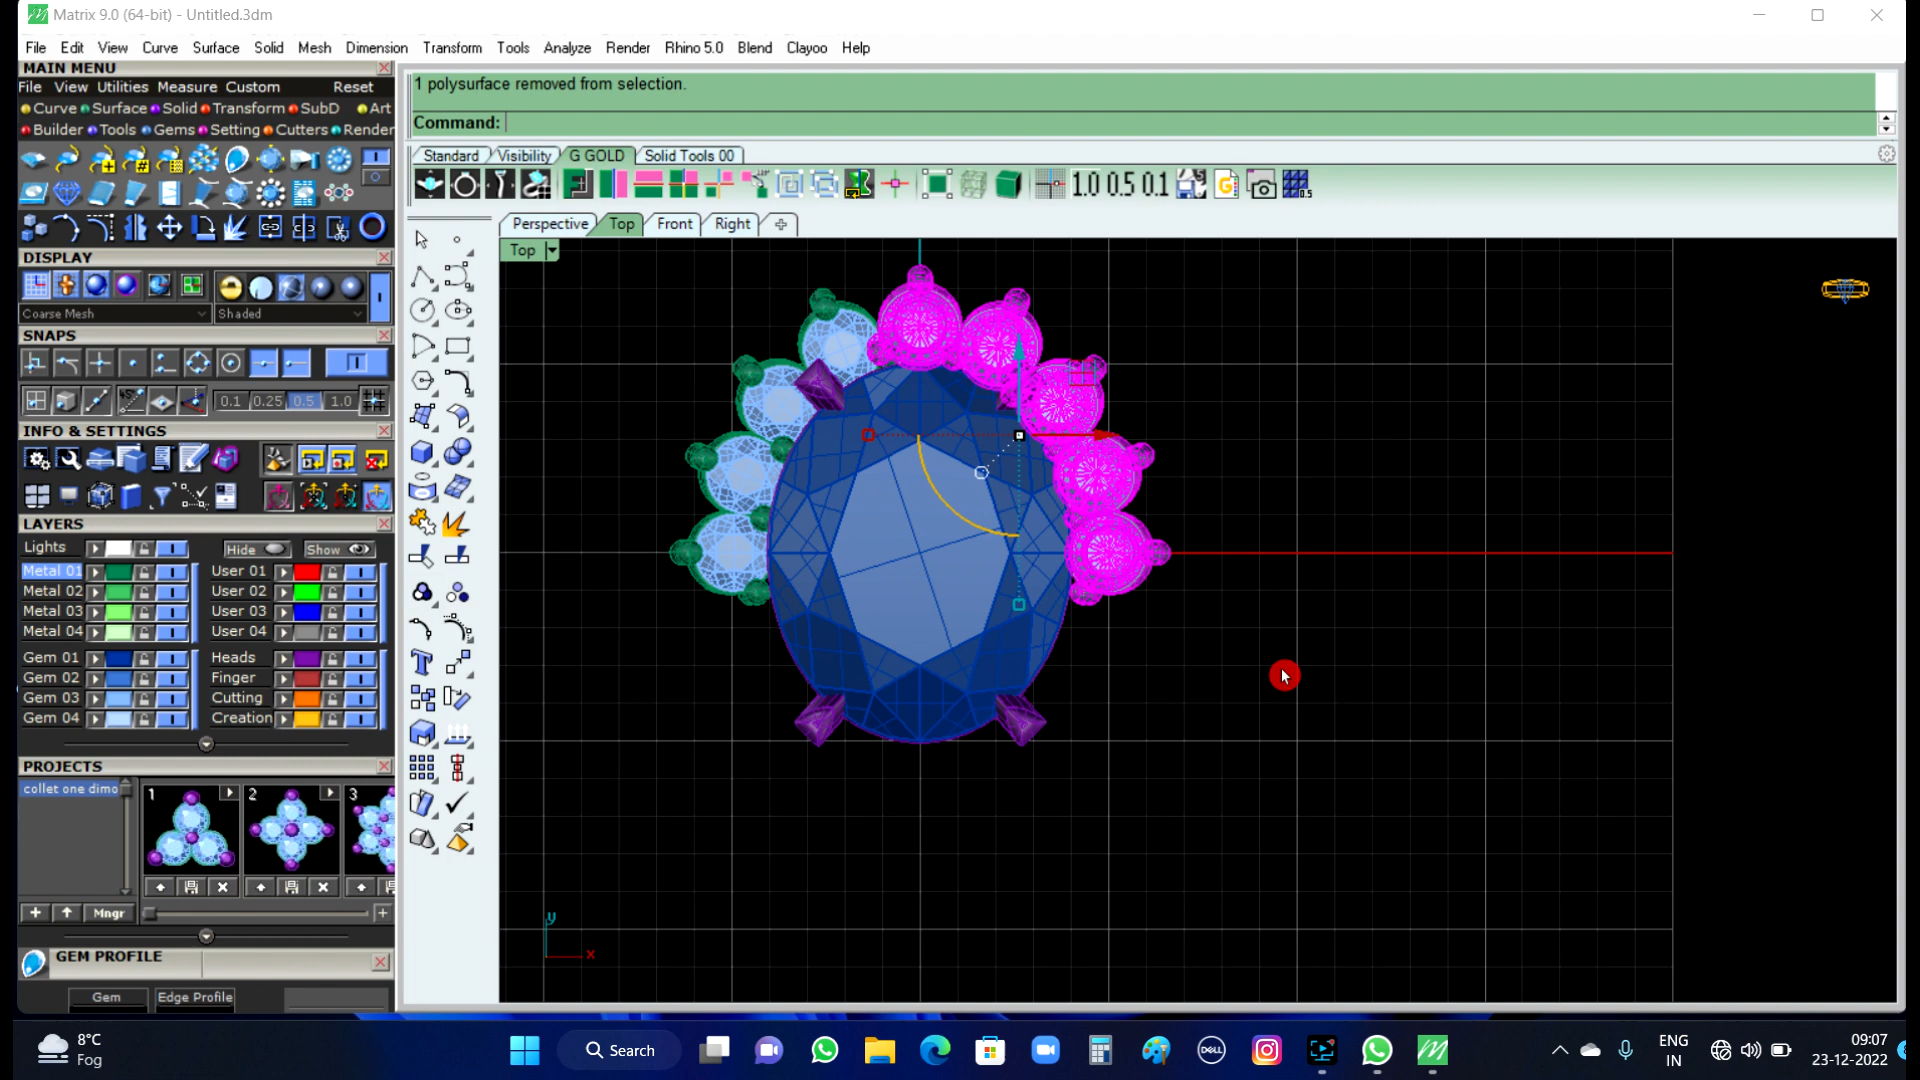 Matrix 9.0 (64-bit) - Untitled.3dm
File Edit View Curve Surface Solid Mesh Dimension Transform Tools Analyze Render Rhino 5.0 Blend Clayoo Help
MAIN MENU
File View Utilities Measure Custom Reset
Curve Surface Solid Transform SubD Art
Builder Tools Gems Setting Cutters Render
1 polysurface removed from selection.
Command:
Standard Visibility G GOLD Solid Tools 00
1.0 0.5 0.1
0.5
Perspective Top Front Right
Top
DISPLAY
Coarse Mesh Shaded
SNAPS
0.1 0.25 0.5 1.0
INFO & SETTINGS
LAYERS
Lights Hide Show
Metal 01 User 01
Metal 02 User 02
Metal 03 User 03
Metal 04 User 04
Gem 01 Heads
Gem 02 Finger
Gem 03 Cutting
Gem 04 Creation
PROJECTS
collet one dimo
1 2 3
Mngr
GEM PROFILE
Gem Edge Profile
y
x
8°C
Fog
Search
DELL
ENG
IN
09:07
23-12-2022